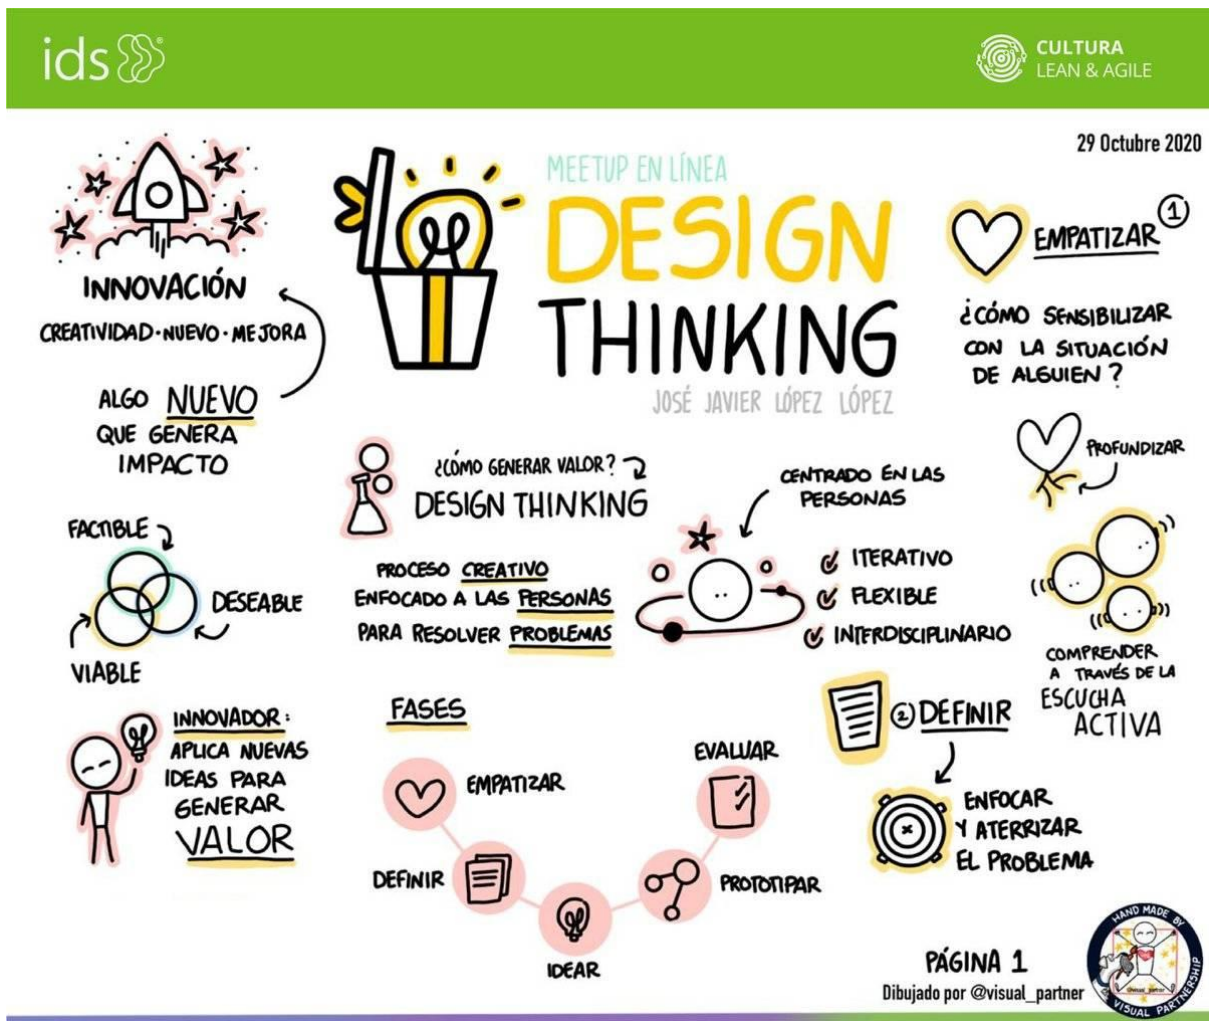 ids
CULTURA
LEAN & AGILE
29 Octubre 2020
MEETUP EN LÍNEA
DESIGN
THINKING
JOSÉ JAVIER LÓPEZ LÓPEZ
INNOVACIÓN
CREATIVIDAD·NUEVO·MEJORA
ALGO NUEVO
QUE GENERA
IMPACTO
FACTIBLE
DESEABLE
VIABLE
INNOVADOR:
APLICA NUEVAS
IDEAS PARA
GENERAR
VALOR
¿CÓMO GENERAR VALOR?
DESIGN THINKING
PROCESO CREATIVO
ENFOCADO A LAS PERSONAS
PARA RESOLVER PROBLEMAS
CENTRADO EN LAS
PERSONAS
ITERATIVO
FLEXIBLE
INTERDISCIPLINARIO
FASES
EMPATIZAR
DEFINIR
IDEAR
PROTOTIPAR
EVALUAR
1
EMPATIZAR
¿CÓMO SENSIBILIZAR
CON LA SITUACIÓN
DE ALGUIEN?
PROFUNDIZAR
COMPRENDER
A TRAVÉS DE LA
ESCUCHA
ACTIVA
2 DEFINIR
ENFOCAR
Y ATERRIZAR
EL PROBLEMA
PÁGINA 1
Dibujado por @visual_partner
HAND MADE BY
VISUAL PARTNERSHIP